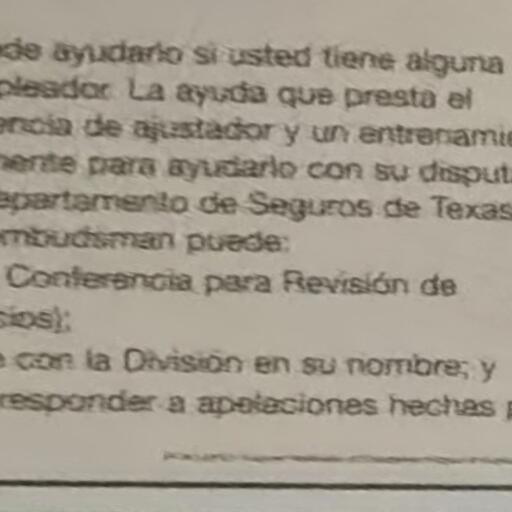 de ayudarlo si usted tiene alguna
pleador. La ayuda que presta el
encia de ajustador y un entrenamie
mente para ayudarlo con su disput
epartamento de Seguros de Texas
mbudsman puede:
Conferencia para Revisión de
cios);
con la División en su nombre; y
responder a apelaciones hechas p